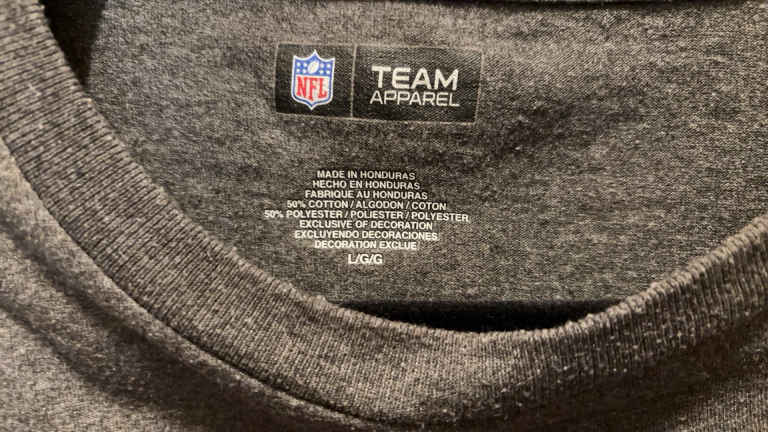 NFL
TEAM
APPAREL
MADE IN HONDURAS
HECHO EN HONDURAS
FABRIQUE AU HONDURAS
50% COTTON / ALGODON / COTON
50% POLYESTER / POLIESTER / POLYESTER
EXCLUSIVE OF DECORATION
EXCLUYENDO DECORACIONES
DECORATION EXCLUE
L/G/G